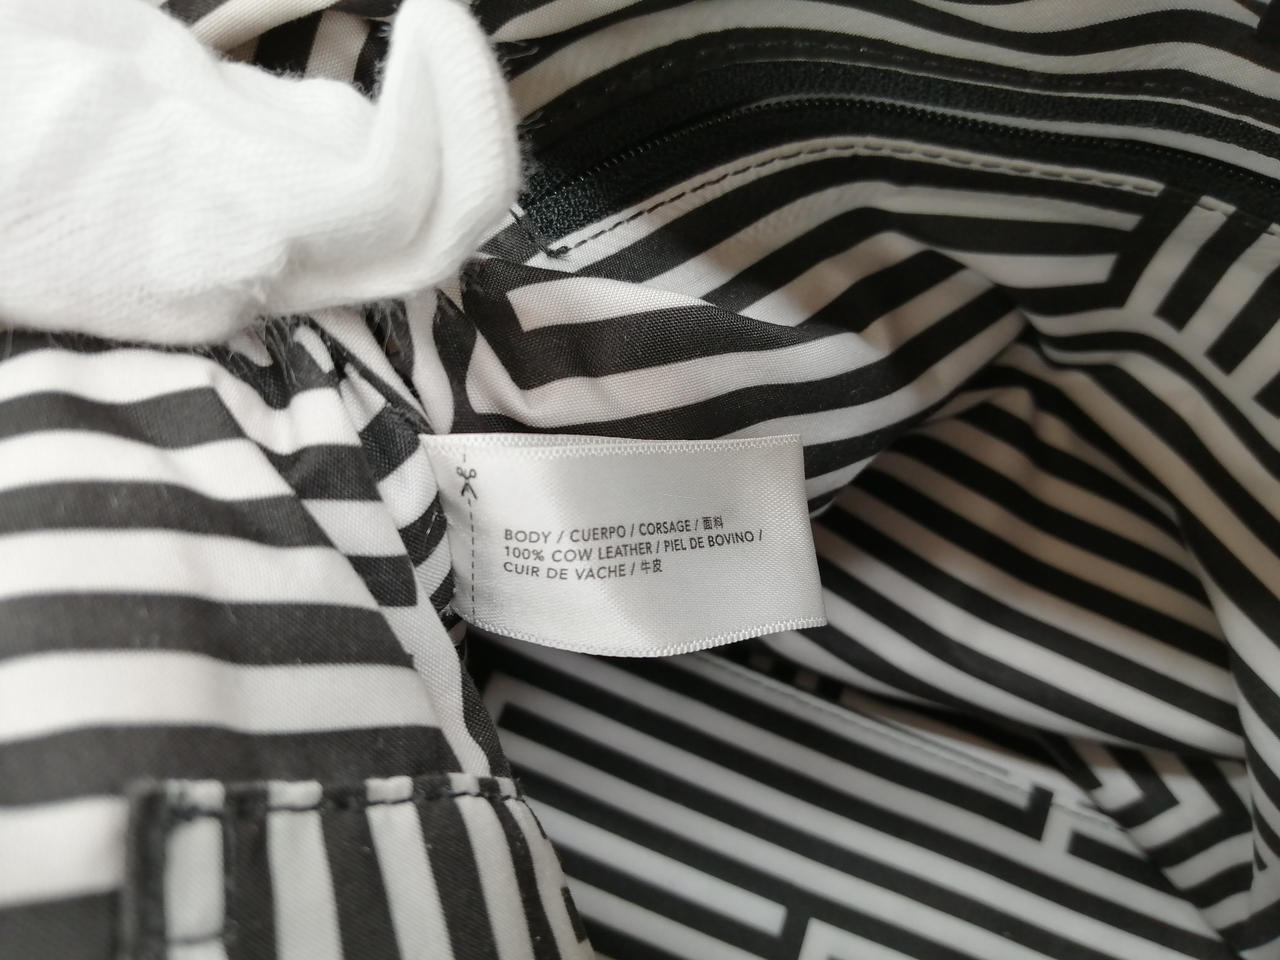 BODY / CUERPO / CORSAGE / 面料
100% COW LEATHER / PIEL DE BOVINO /
CUIR DE VACHE / 牛皮